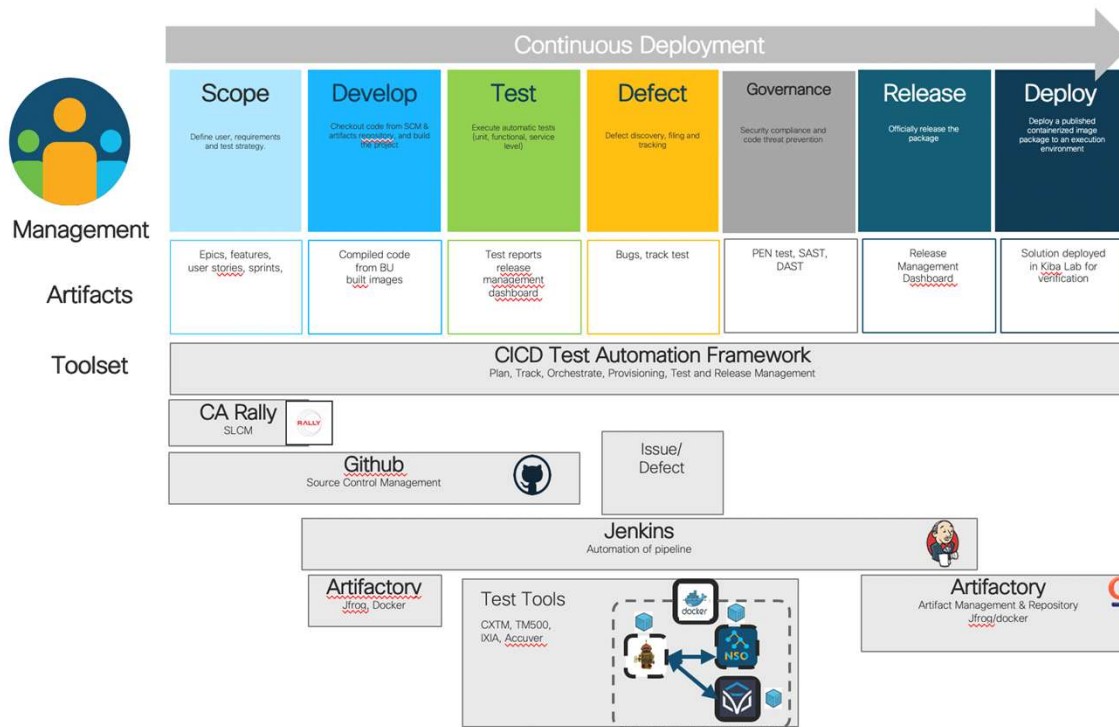 Continuous Deployment
Scope
Define user, requirements
and test strategy.
Develop
Checkout code from SCM &
artifacts repository, and build
the project
Test
Execute automatic tests
(unit, functional, service
level)
Defect
Defect discovery, filing and
tracking
Governance
Security compliance and
code threat prevention
Release
Officially release the
package
Deploy
Deploy a published
containerized image
package to an execution
environment
Management
Artifacts
Epics, features,
user stories, sprints,
Compiled code
from BU
built images
Test reports
release
management
dashboard
Bugs, track test
PEN test, SAST,
DAST
Release
Management
Dashboard
Solution deployed
in Kiba Lab for
verification
Toolset
CICD Test Automation Framework
Plan, Track, Orchestrate, Provisioning, Test and Release Management
CA Rally
SLCM
RALLY
Github
Source Control Management
Issue/
Defect
Jenkins
Automation of pipeline
Artifactory
Jfrog, Docker
Test Tools
CXTM, TM500,
IXIA, Accuver
docker
NSO
Artifactory
Artifact Management & Repository
Jfrog/docker